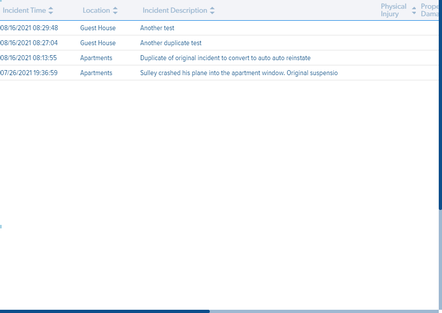 Incident Time Location Incident Description Physical Injury Prope Dama
08/16/2021 08:29:48 Guest House Another test
08/16/2021 08:27:04 Guest House Another duplicate test
08/16/2021 08:13:55 Apartments Duplicate of original incident to convert to auto auto reinstate
07/26/2021 19:36:59 Apartments Sulley crashed his plane into the apartment window. Original suspensio